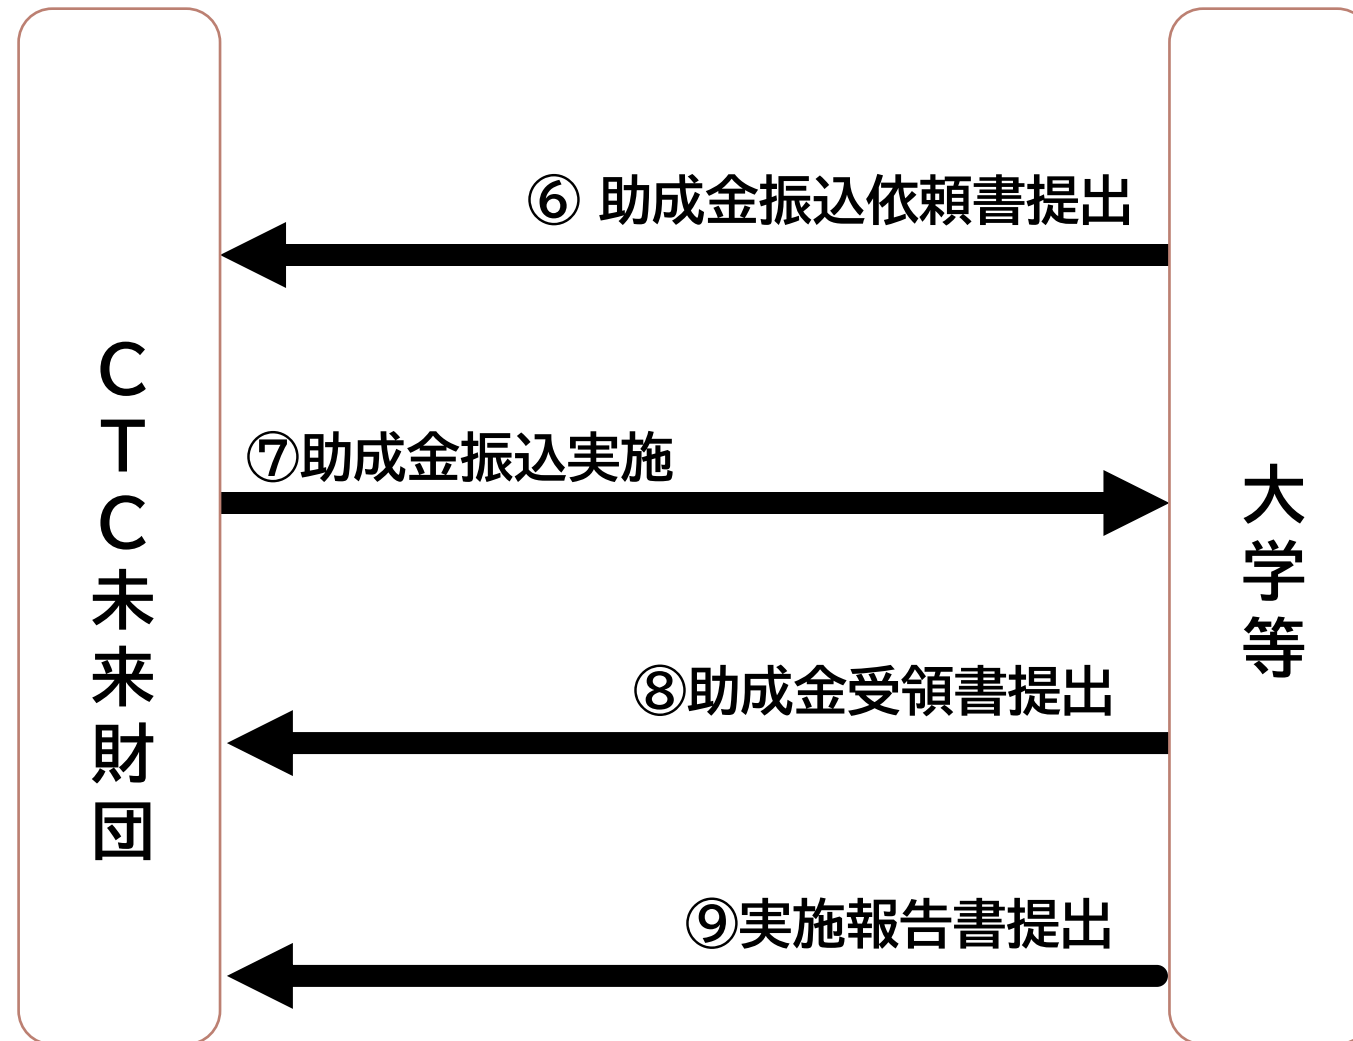 ⑥ 助成金振込依頼書提出
⑦助成金振込実施
⑧助成金受領書提出
⑨実施報告書提出
ＣＴＣ未来財団
大学等